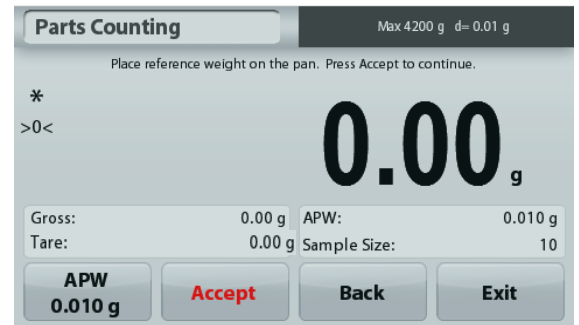 Parts Counting
Max 4200 g d= 0.01 g
Place reference weight on the pan. Press Accept to continue.
*
>0<
0.00 g
Gross: 0.00 g APW: 0.010 g
Tare: 0.00 g Sample Size: 10
APW
0.010 g
Accept
Back
Exit